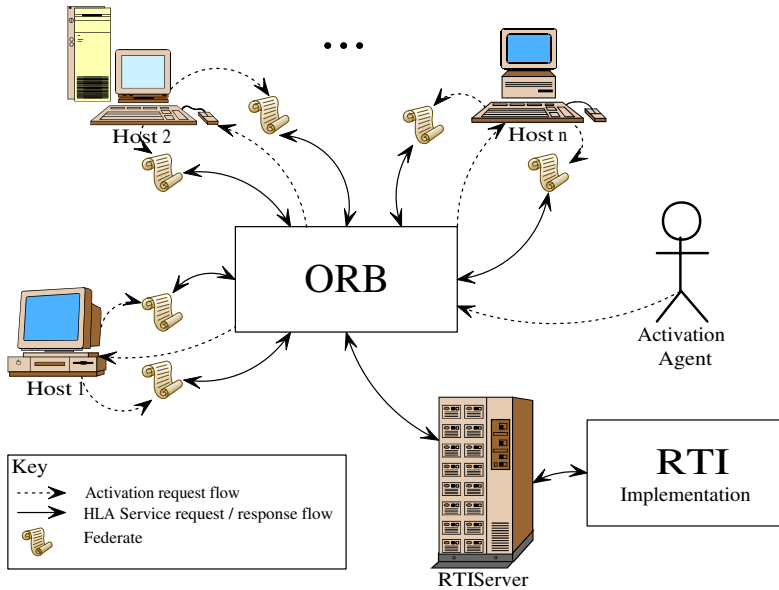 ...
Host 2
Host n
ORB
Activation
Agent
Host 1
Key
Activation request flow
HLA Service request / response flow
Federate
RTI
Implementation
RTIServer